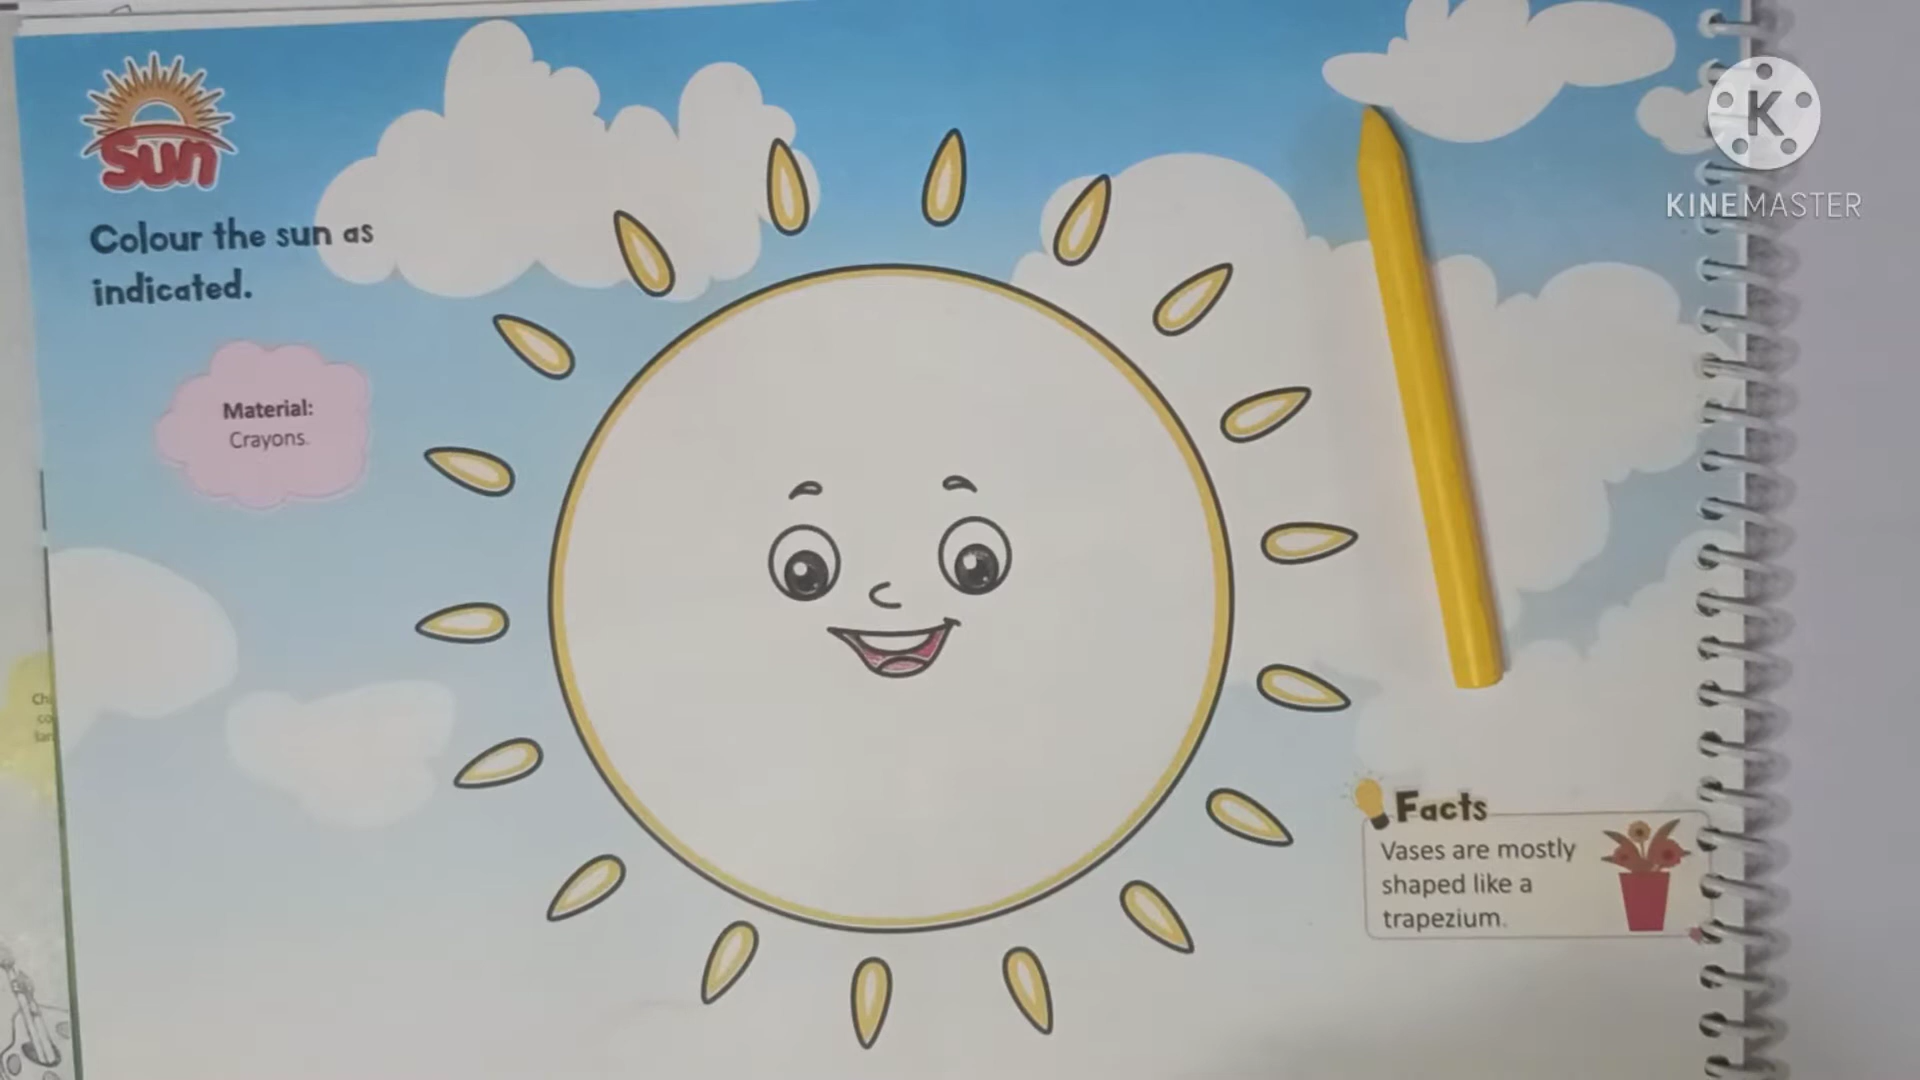 Sun
Colour the sun as
indicated.
Material:
Crayons.
K
KINEMASTER
Facts
Vases are mostly
shaped like a
trapezium.